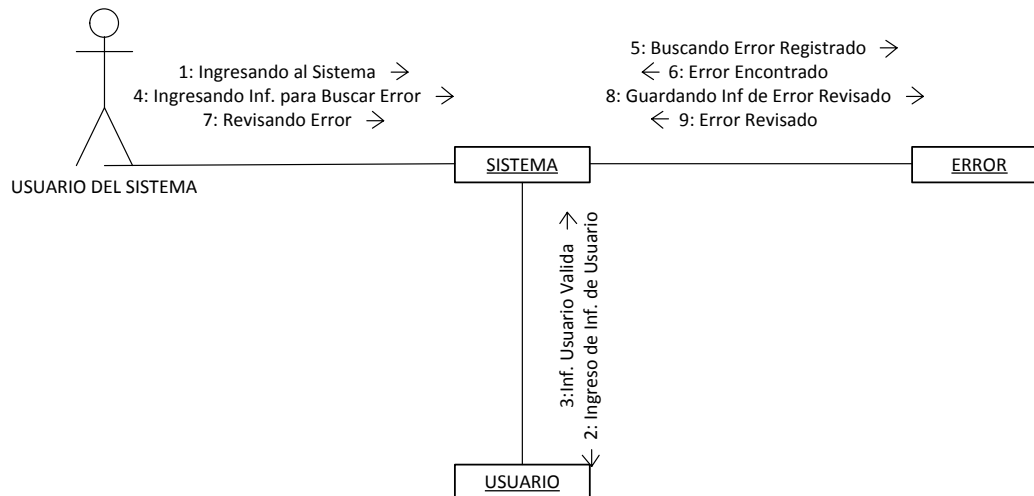 5: Buscando Error Registrado →
1: Ingresando al Sistema →
← 6: Error Encontrado
4: Ingresando Inf. para Buscar Error →
8: Guardando Inf de Error Revisado →
7: Revisando Error →
← 9: Error Revisado
SISTEMA
ERROR
USUARIO DEL SISTEMA
3:Inf. Usuario Valida →
← 2: Ingreso de Inf. de Usuario
USUARIO